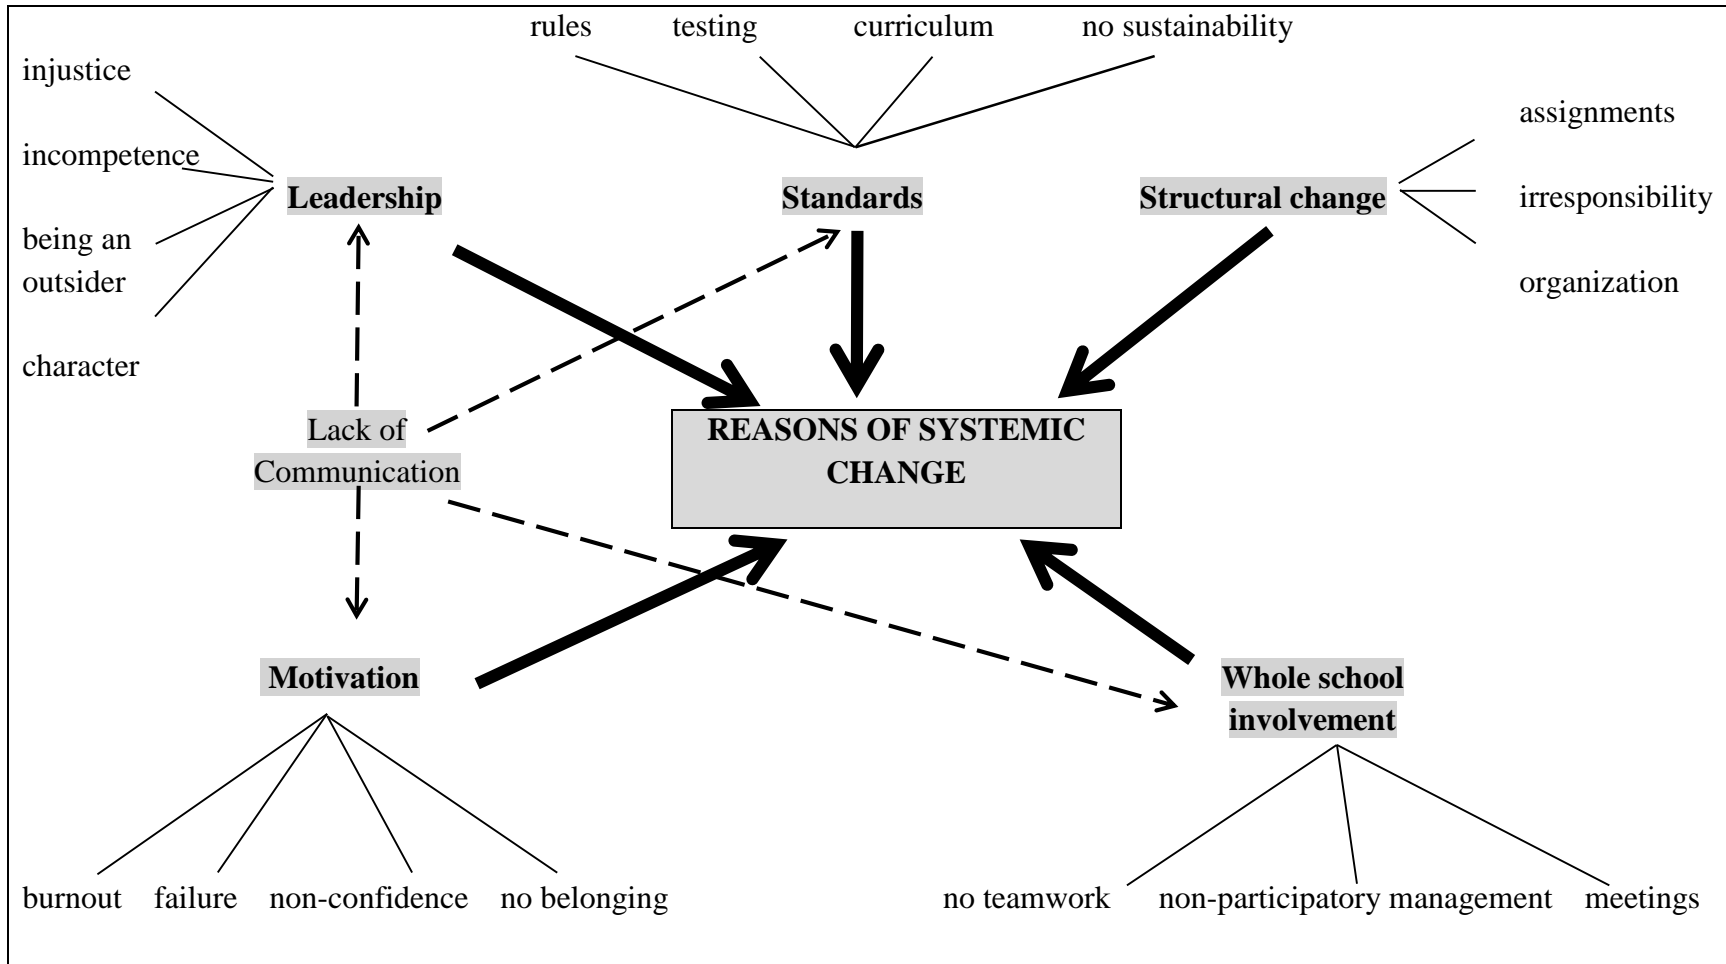 rules testing curriculum no sustainability
injustice
assignments
incompetence
Leadership Standards Structural change irresponsibility
being an
outsider
organization
character
Lack of
Communication
REASONS OF SYSTEMIC
CHANGE
Motivation
Whole school
involvement
burnout failure non-confidence no belonging
no teamwork non-participatory management meetings